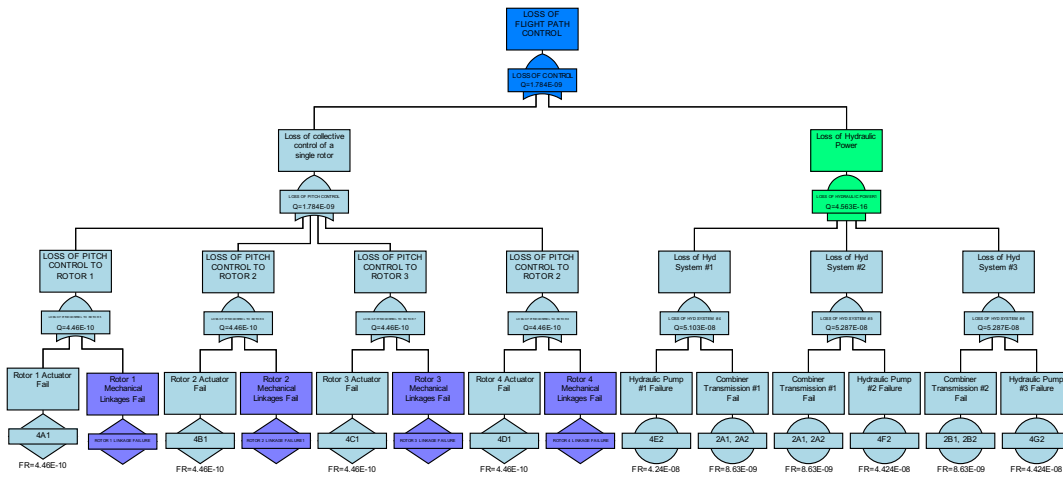 LOSS OF
FLIGHT PATH
CONTROL
LOSS OF CONTROL
Q=1.784E-09
Loss of collective
control of a
single rotor
LOSS OF PITCH CONTROL
Q=1.784E-09
Loss of Hydraulic
Power
LOSS OF HYDRAULIC POWER
Q=4.563E-16
LOSS OF PITCH
CONTROL TO
ROTOR 1
Q=4.46E-10
LOSS OF PITCH
CONTROL TO
ROTOR 2
Q=4.46E-10
LOSS OF PITCH
CONTROL TO
ROTOR 3
Q=4.46E-10
LOSS OF PITCH
CONTROL TO
ROTOR 2
Q=4.46E-10
Loss of Hyd
System #1
LOSS OF HYD SYSTEM
Q=5.103E-08
Loss of Hyd
System #2
LOSS OF HYD SYSTEM
Q=5.287E-08
Loss of Hyd
System #3
LOSS OF HYD SYSTEM
Q=5.287E-08
Rotor 1 Actuator
Fail
4A1
FR=4.46E-10
Rotor 1
Mechanical
Linkages Fail
ROTOR 1 LINKAGE FAILURE
Rotor 2 Actuator
Fail
4B1
FR=4.46E-10
Rotor 2
Mechanical
Linkages Fail
ROTOR 2 LINKAGE FAILURE 1
Rotor 3 Actuator
Fail
4C1
FR=4.46E-10
Rotor 3
Mechanical
Linkages Fail
ROTOR 3 LINKAGE FAILURE
Rotor 4 Actuator
Fail
4D1
FR=4.46E-10
Rotor 4
Mechanical
Linkages Fail
ROTOR 4 LINKAGE FAILURE
Hydraulic Pump
#1 Failure
4E2
FR=4.24E-08
Combiner
Transmission #1
Fail
2A1, 2A2
FR=8.63E-09
Combiner
Transmission #1
Fail
2A1, 2A2
FR=8.63E-09
Hydraulic Pump
#2 Failure
4F2
FR=4.424E-08
Combiner
Transmission #2
Fail
2B1, 2B2
FR=8.63E-09
Hydraulic Pump
#3 Failure
4G2
FR=4.424E-08